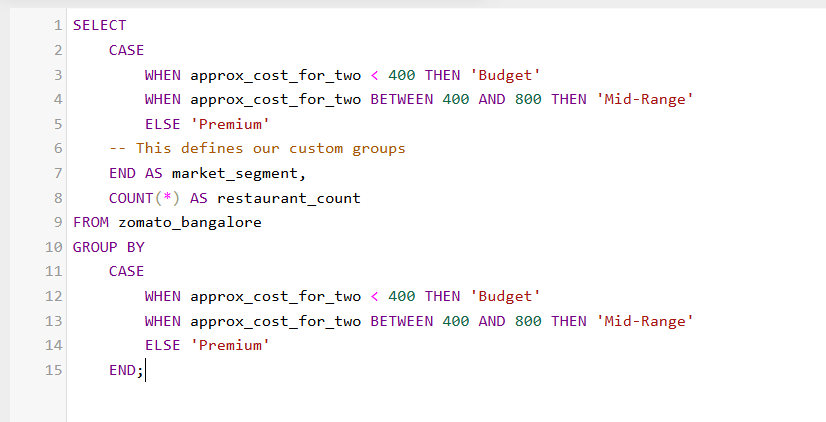 1 SELECT
2     CASE
3         WHEN approx_cost_for_two < 400 THEN 'Budget'
4         WHEN approx_cost_for_two BETWEEN 400 AND 800 THEN 'Mid-Range'
5         ELSE 'Premium'
6     -- This defines our custom groups
7     END AS market_segment,
8     COUNT(*) AS restaurant_count
9 FROM zomato_bangalore
10 GROUP BY
11     CASE
12         WHEN approx_cost_for_two < 400 THEN 'Budget'
13         WHEN approx_cost_for_two BETWEEN 400 AND 800 THEN 'Mid-Range'
14         ELSE 'Premium'
15     END;